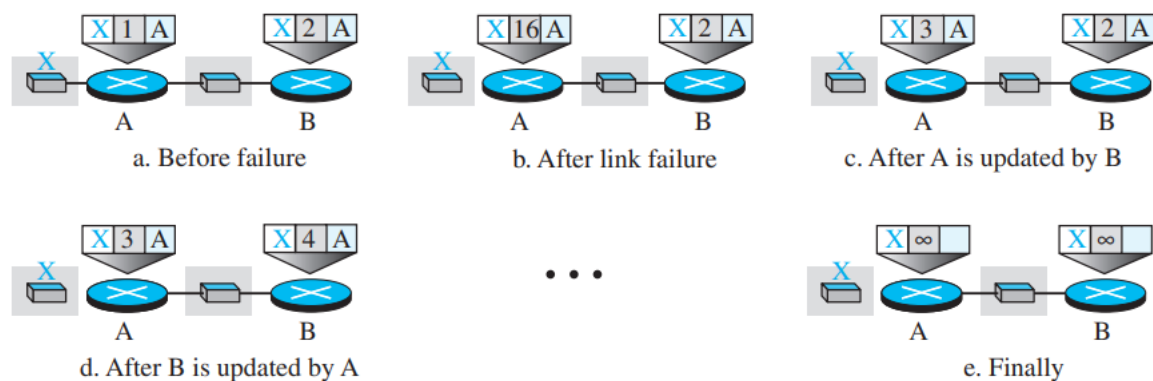 X 1 A X 2 A X 16 A X 2 A X 3 A X 2 A
X X X
A B A B A B
a. Before failure b. After link failure c. After A is updated by B
X 3 A X 4 A X ∞ X ∞
X • • • X
A B A B
d. After B is updated by A e. Finally